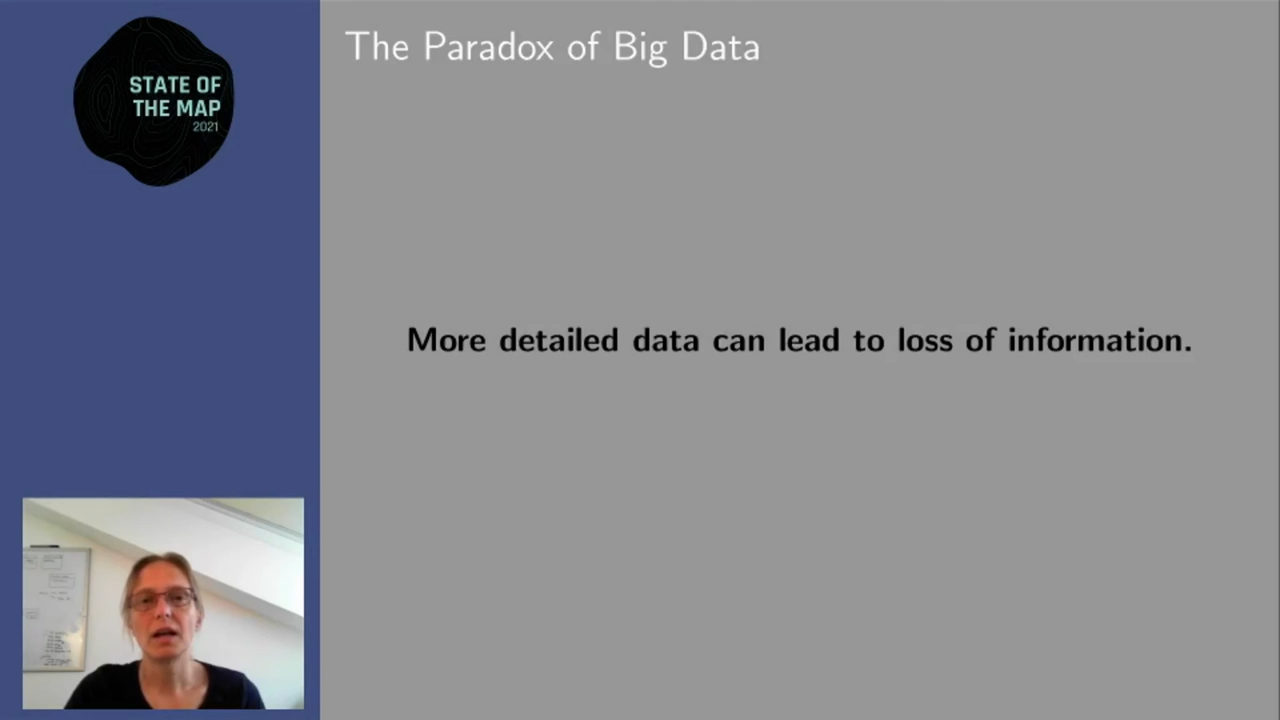 STATE OF
THE MAP
2021
The Paradox of Big Data
More detailed data can lead to loss of information.